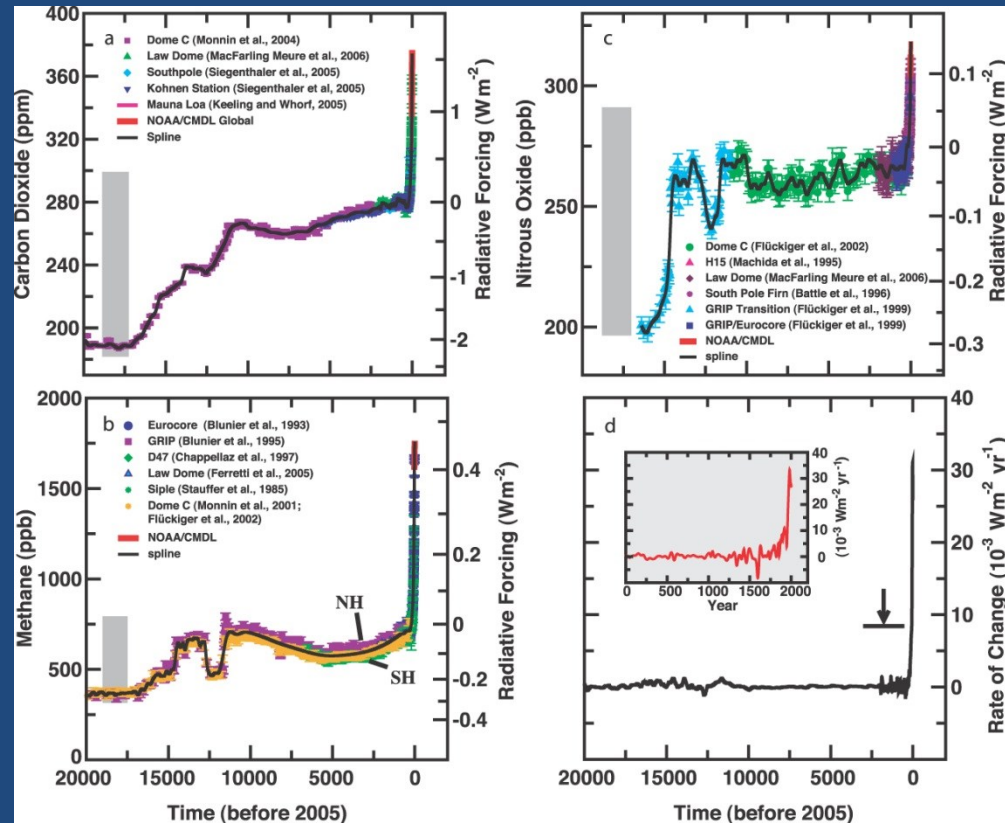 a
400
360
320
280
240
200
Carbon Dioxide (ppm)
Dome C (Monnin et al., 2004)
Law Dome (MacFarling Meure et al., 2006)
Southpole (Siegenthaler et al., 2005)
Kohnen Station (Siegenthaler et al, 2005)
Mauna Loa (Keeling and Whorf, 2005)
NOAA/CMDL Global
Spline
1
0
-1
-2
Radiative Forcing (Wm-2)
c
300
250
200
Nitrous Oxide (ppb)
Dome C (Flückiger et al., 2002)
H15 (Machida et al., 1995)
Law Dome (MacFarling Meure et al., 2006)
South Pole Firn (Battle et al., 1996)
GRIP Transition (Flückiger et al., 1999)
GRIP/Eurocore (Flückiger et al., 1999)
NOAA/CMDL
spline
0.1
0
-0.1
-0.2
-0.3
Radiative Forcing (Wm-2)
b
2000
1500
1000
500
0
Methane (ppb)
Eurocore (Blunier et al., 1993)
GRIP (Blunier et al., 1995)
D47 (Chappellaz et al., 1997)
Law Dome (Ferretti et al., 2005)
Siple (Stauffer et al., 1985)
Dome C (Monnin et al., 2001;
Flückiger et al., 2002)
NOAA/CMDL
spline
NH
SH
0.4
0.2
0
-0.2
-0.4
Radiative Forcing (Wm-2)
20000 15000 10000 5000 0
Time (before 2005)
d
40
30
20
10
0
(10-3 Wm-2 yr-1)
0 500 1000 1500 2000
Year
40
30
20
10
0
Rate of Change (10-3 Wm-2 yr-1)
20000 15000 10000 5000 0
Time (before 2005)